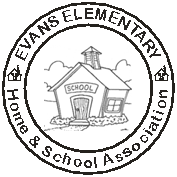 EVANS ELEMENTARY
SCHOOL
Home & School Association